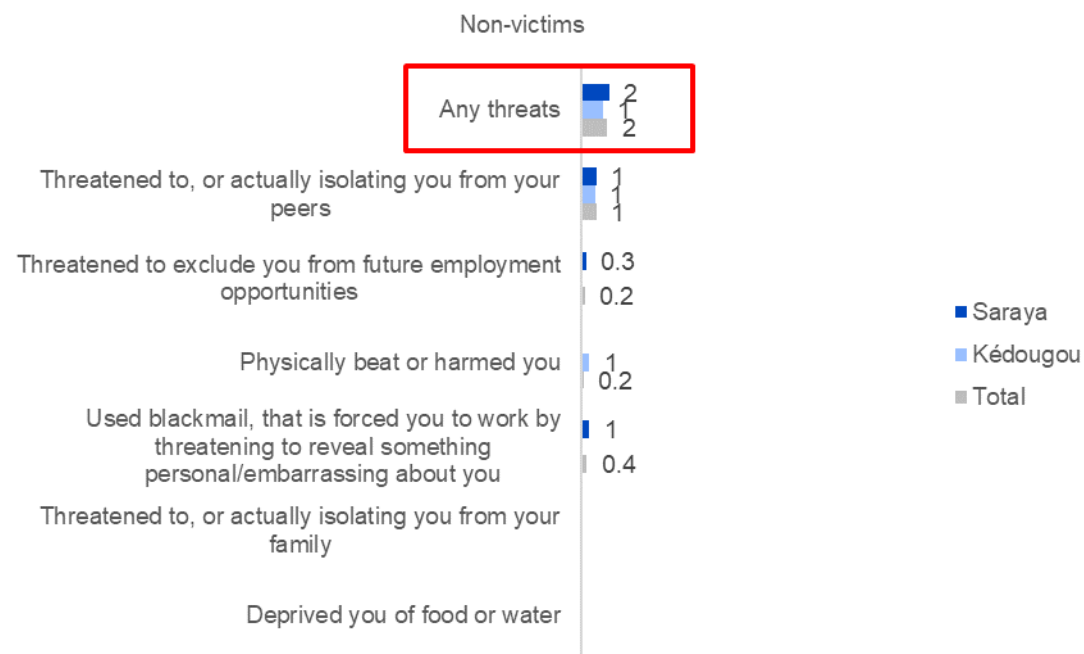 Non-victims
Any threats
2
1
2
Threatened to, or actually isolating you from your
peers
1
1
1
Threatened to exclude you from future employment
opportunities
0.3
0.2
Physically beat or harmed you
1
0.2
Used blackmail, that is forced you to work by
threatening to reveal something
personal/embarrassing about you
1
0.4
Threatened to, or actually isolating you from your
family
Deprived you of food or water
Saraya
Kédougou
Total